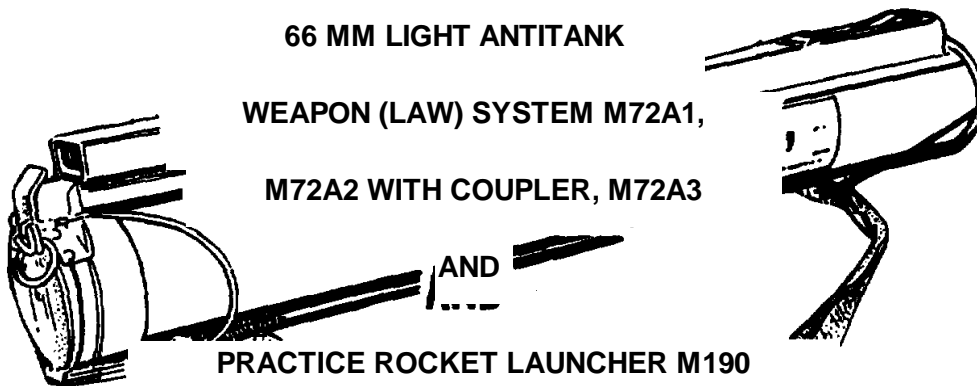 66 MM LIGHT ANTITANK
WEAPON (LAW) SYSTEM M72A1,
M72A2 WITH COUPLER, M72A3
AND
PRACTICE ROCKET LAUNCHER M190